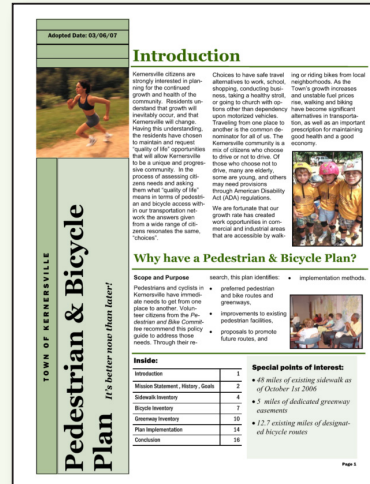 Adopted Date: 03/06/07
TOWN OF KERNERSVILLE
Pedestrian & Bicycle
Plan It's better now than later!
Introduction
Kernersville citizens are
strongly interested in plan-
ning for the continued
growth and health of the
community. Residents un-
derstand that growth will
inevitably occur, and that
Kernersville will change.
Having this understanding,
the residents have chosen
to maintain and request
"quality of life" opportunities
that will allow Kernersville
to be a unique and progres-
sive community. In the
process of assessing citi-
zens needs and asking
them what "quality of life"
means in terms of pedestri-
an and bicycle access with-
in our transportation net-
work the answers given
from a wide range of citi-
zens resonates the same,
"choices".
Choices to have safe travel
alternatives to work, school,
shopping, conducting busi-
ness, taking a healthy stroll,
or going to church with op-
tions other than dependency
upon motorized vehicles.
Traveling from one place to
another is the common de-
nominator for all of us. The
Kernersville community is a
mix of citizens who choose
to drive or not to drive. Of
those who choose not to
drive, many are elderly,
some are young, and others
may need provisions
through American Disability
Act (ADA) regulations.
We are fortunate that our
growth rate has created
work opportunities in com-
mercial and industrial areas
that are accessible by walk-
ing or riding bikes from local
neighborhoods. As the
Town's growth increases
and unstable fuel prices
rise, walking and biking
have become significant
alternatives in transporta-
tion, as well as an important
prescription for maintaining
good health and a good
economy.
Why have a Pedestrian & Bicycle Plan?
Scope and Purpose
Pedestrians and cyclists in
Kernersville have immedi-
ate needs to get from one
place to another. Volun-
teer citizens from the Pe-
destrian and Bike Commit-
tee recommend this policy
guide to address those
needs. Through their re-
search, this plan identifies:
• preferred pedestrian
and bike routes and
greenways,
• improvements to existing
pedestrian facilities,
• proposals to promote
future routes, and
• implementation methods.
Inside:
Introduction 1
Mission Statement , History , Goals 2
Sidewalk Inventory 4
Bicycle Inventory 7
Greenway Inventory 10
Plan Implementation 14
Conclusion 16
Special points of interest:
• 48 miles of existing sidewalk as
of October 1st 2006
• 5 miles of dedicated greenway
easements
• 12.7 existing miles of designat-
ed bicycle routes
Page 1